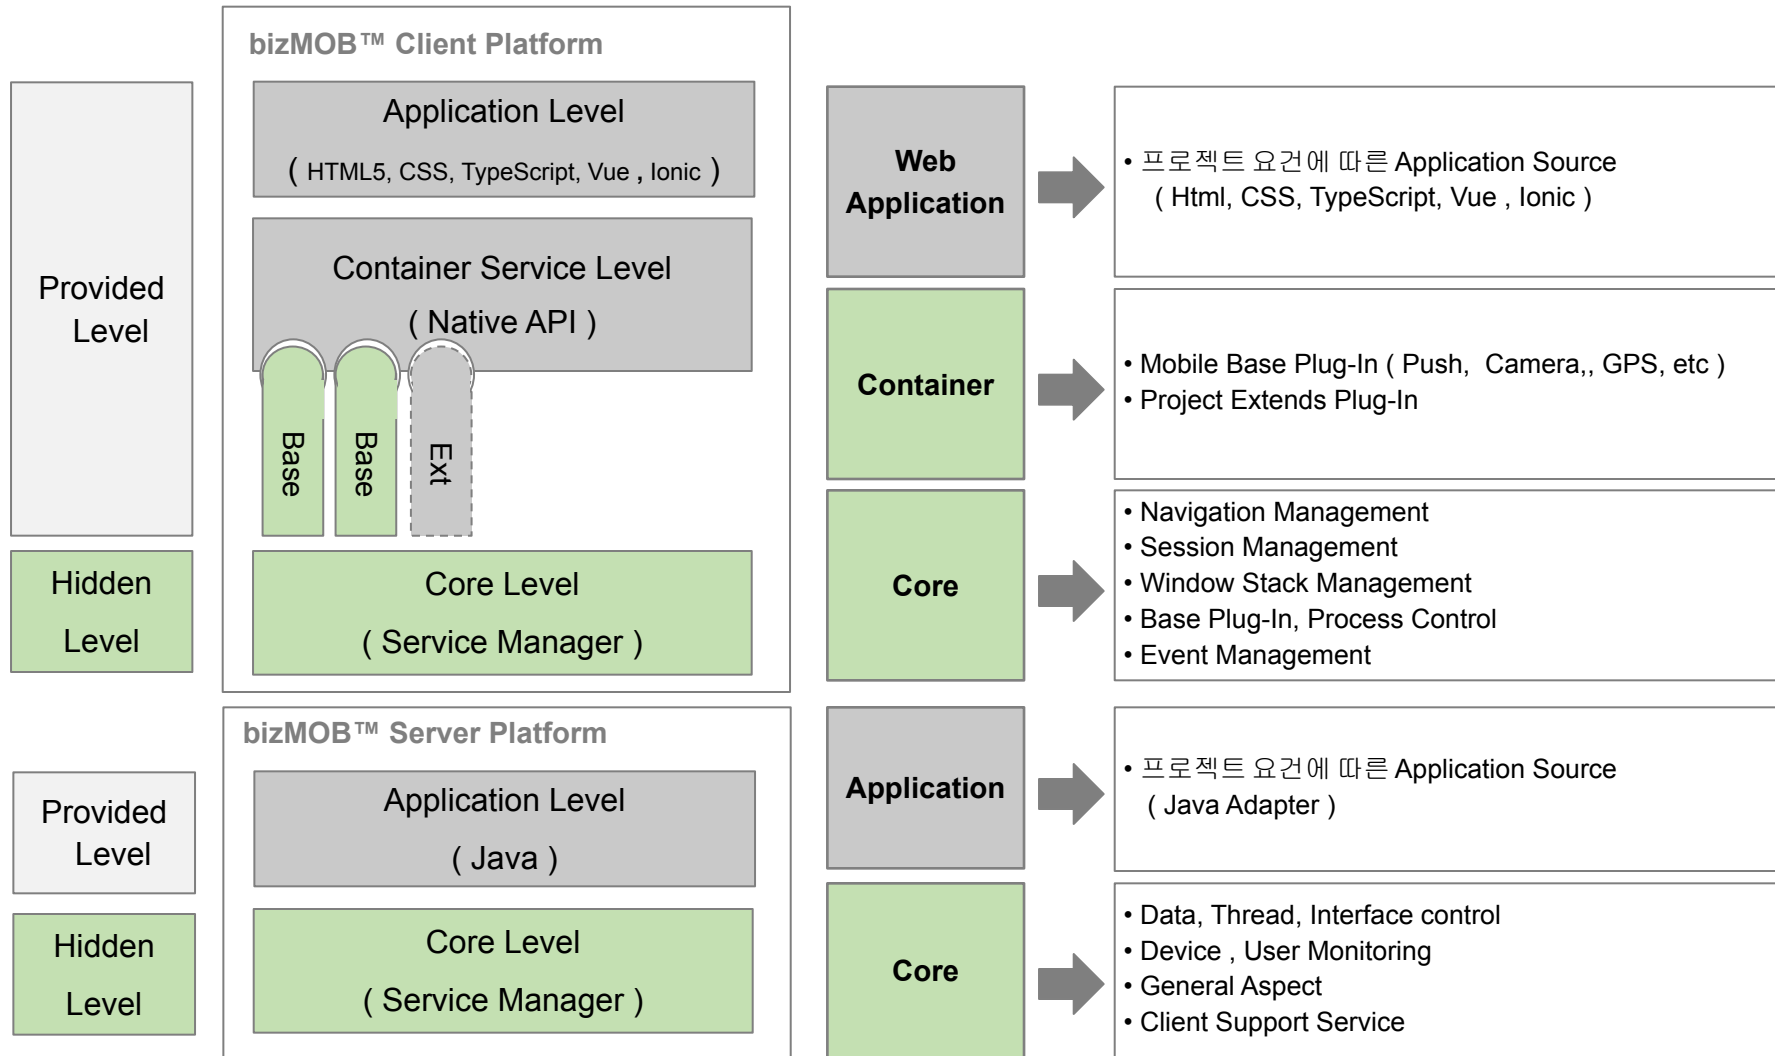 bizMOB™ Client Platform
Provided
Level
Application Level
( HTML5, CSS, TypeScript, Vue , Ionic )
Container Service Level
( Native API )
Base
Base
Ext
Hidden
Level
Core Level
( Service Manager )
Web
Application
• 프로젝트 요건에 따른 Application Source
( Html, CSS, TypeScript, Vue , Ionic )
Container
• Mobile Base Plug-In ( Push, Camera,, GPS, etc )
• Project Extends Plug-In
Core
• Navigation Management
• Session Management
• Window Stack Management
• Base Plug-In, Process Control
• Event Management
bizMOB™ Server Platform
Provided
Level
Application Level
( Java )
Hidden
Level
Core Level
( Service Manager )
Application
• 프로젝트 요건에 따른 Application Source
( Java Adapter )
Core
• Data, Thread, Interface control
• Device , User Monitoring
• General Aspect
• Client Support Service